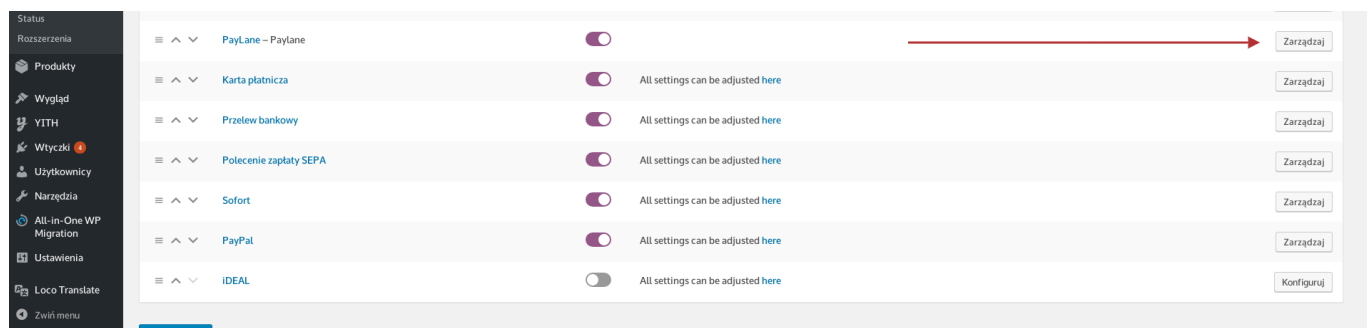 Status
Rozszerzenia
PayLane – Paylane
Zarządzaj
Produkty
Karta płatnicza
All settings can be adjusted here
Zarządzaj
Wygląd
YITH
Przelew bankowy
All settings can be adjusted here
Zarządzaj
Wtyczki 4
Polecenie zapłaty SEPA
All settings can be adjusted here
Zarządzaj
Użytkownicy
Narzędzia
Sofort
All settings can be adjusted here
Zarządzaj
All-in-One WP
Migration
PayPal
All settings can be adjusted here
Zarządzaj
Ustawienia
iDEAL
All settings can be adjusted here
Konfiguruj
Loco Translate
Zwiń menu